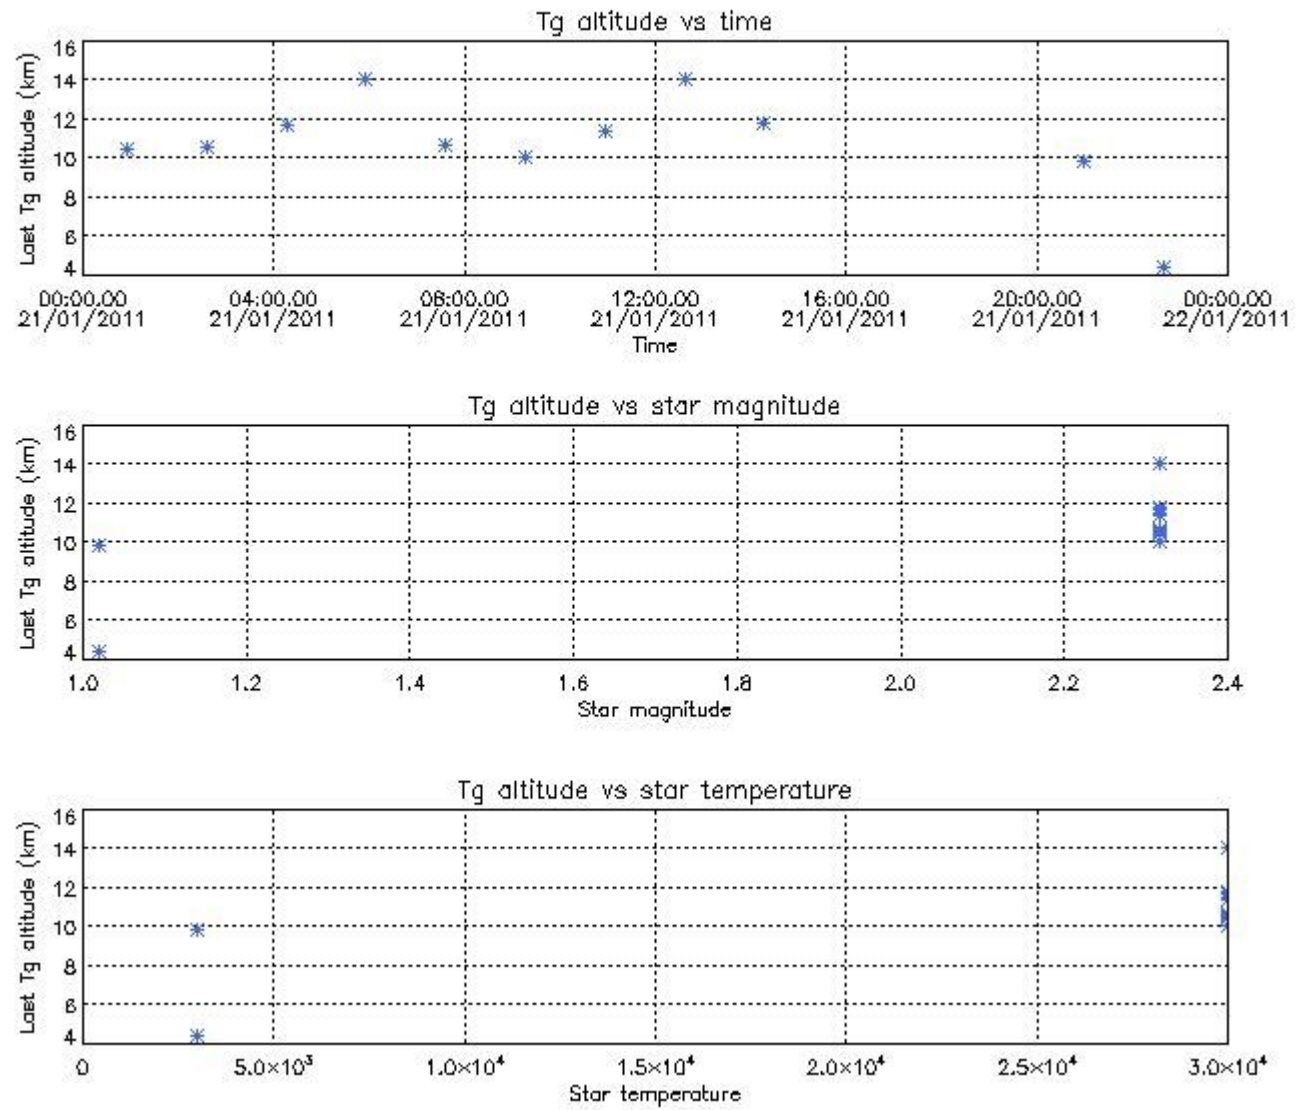 Tg altitude vs time
Last Tg altitude (km)
16
14
12
10
8
6
4
00:00.00 04:00.00 08:00.00 12:00.00 16:00.00 20:00.00 00:00.00
21/01/2011 21/01/2011 21/01/2011 21/01/2011 21/01/2011 21/01/2011 22/01/2011
Time
Tg altitude vs star magnitude
Last Tg altitude (km)
16
14
12
10
8
6
4
1.0 1.2 1.4 1.6 1.8 2.0 2.2 2.4
Star magnitude
Tg altitude vs star temperature
Last Tg altitude (km)
16
14
12
10
8
6
4
0 5.0×10³ 1.0×10⁴ 1.5×10⁴ 2.0×10⁴ 2.5×10⁴ 3.0×10⁴
Star temperature